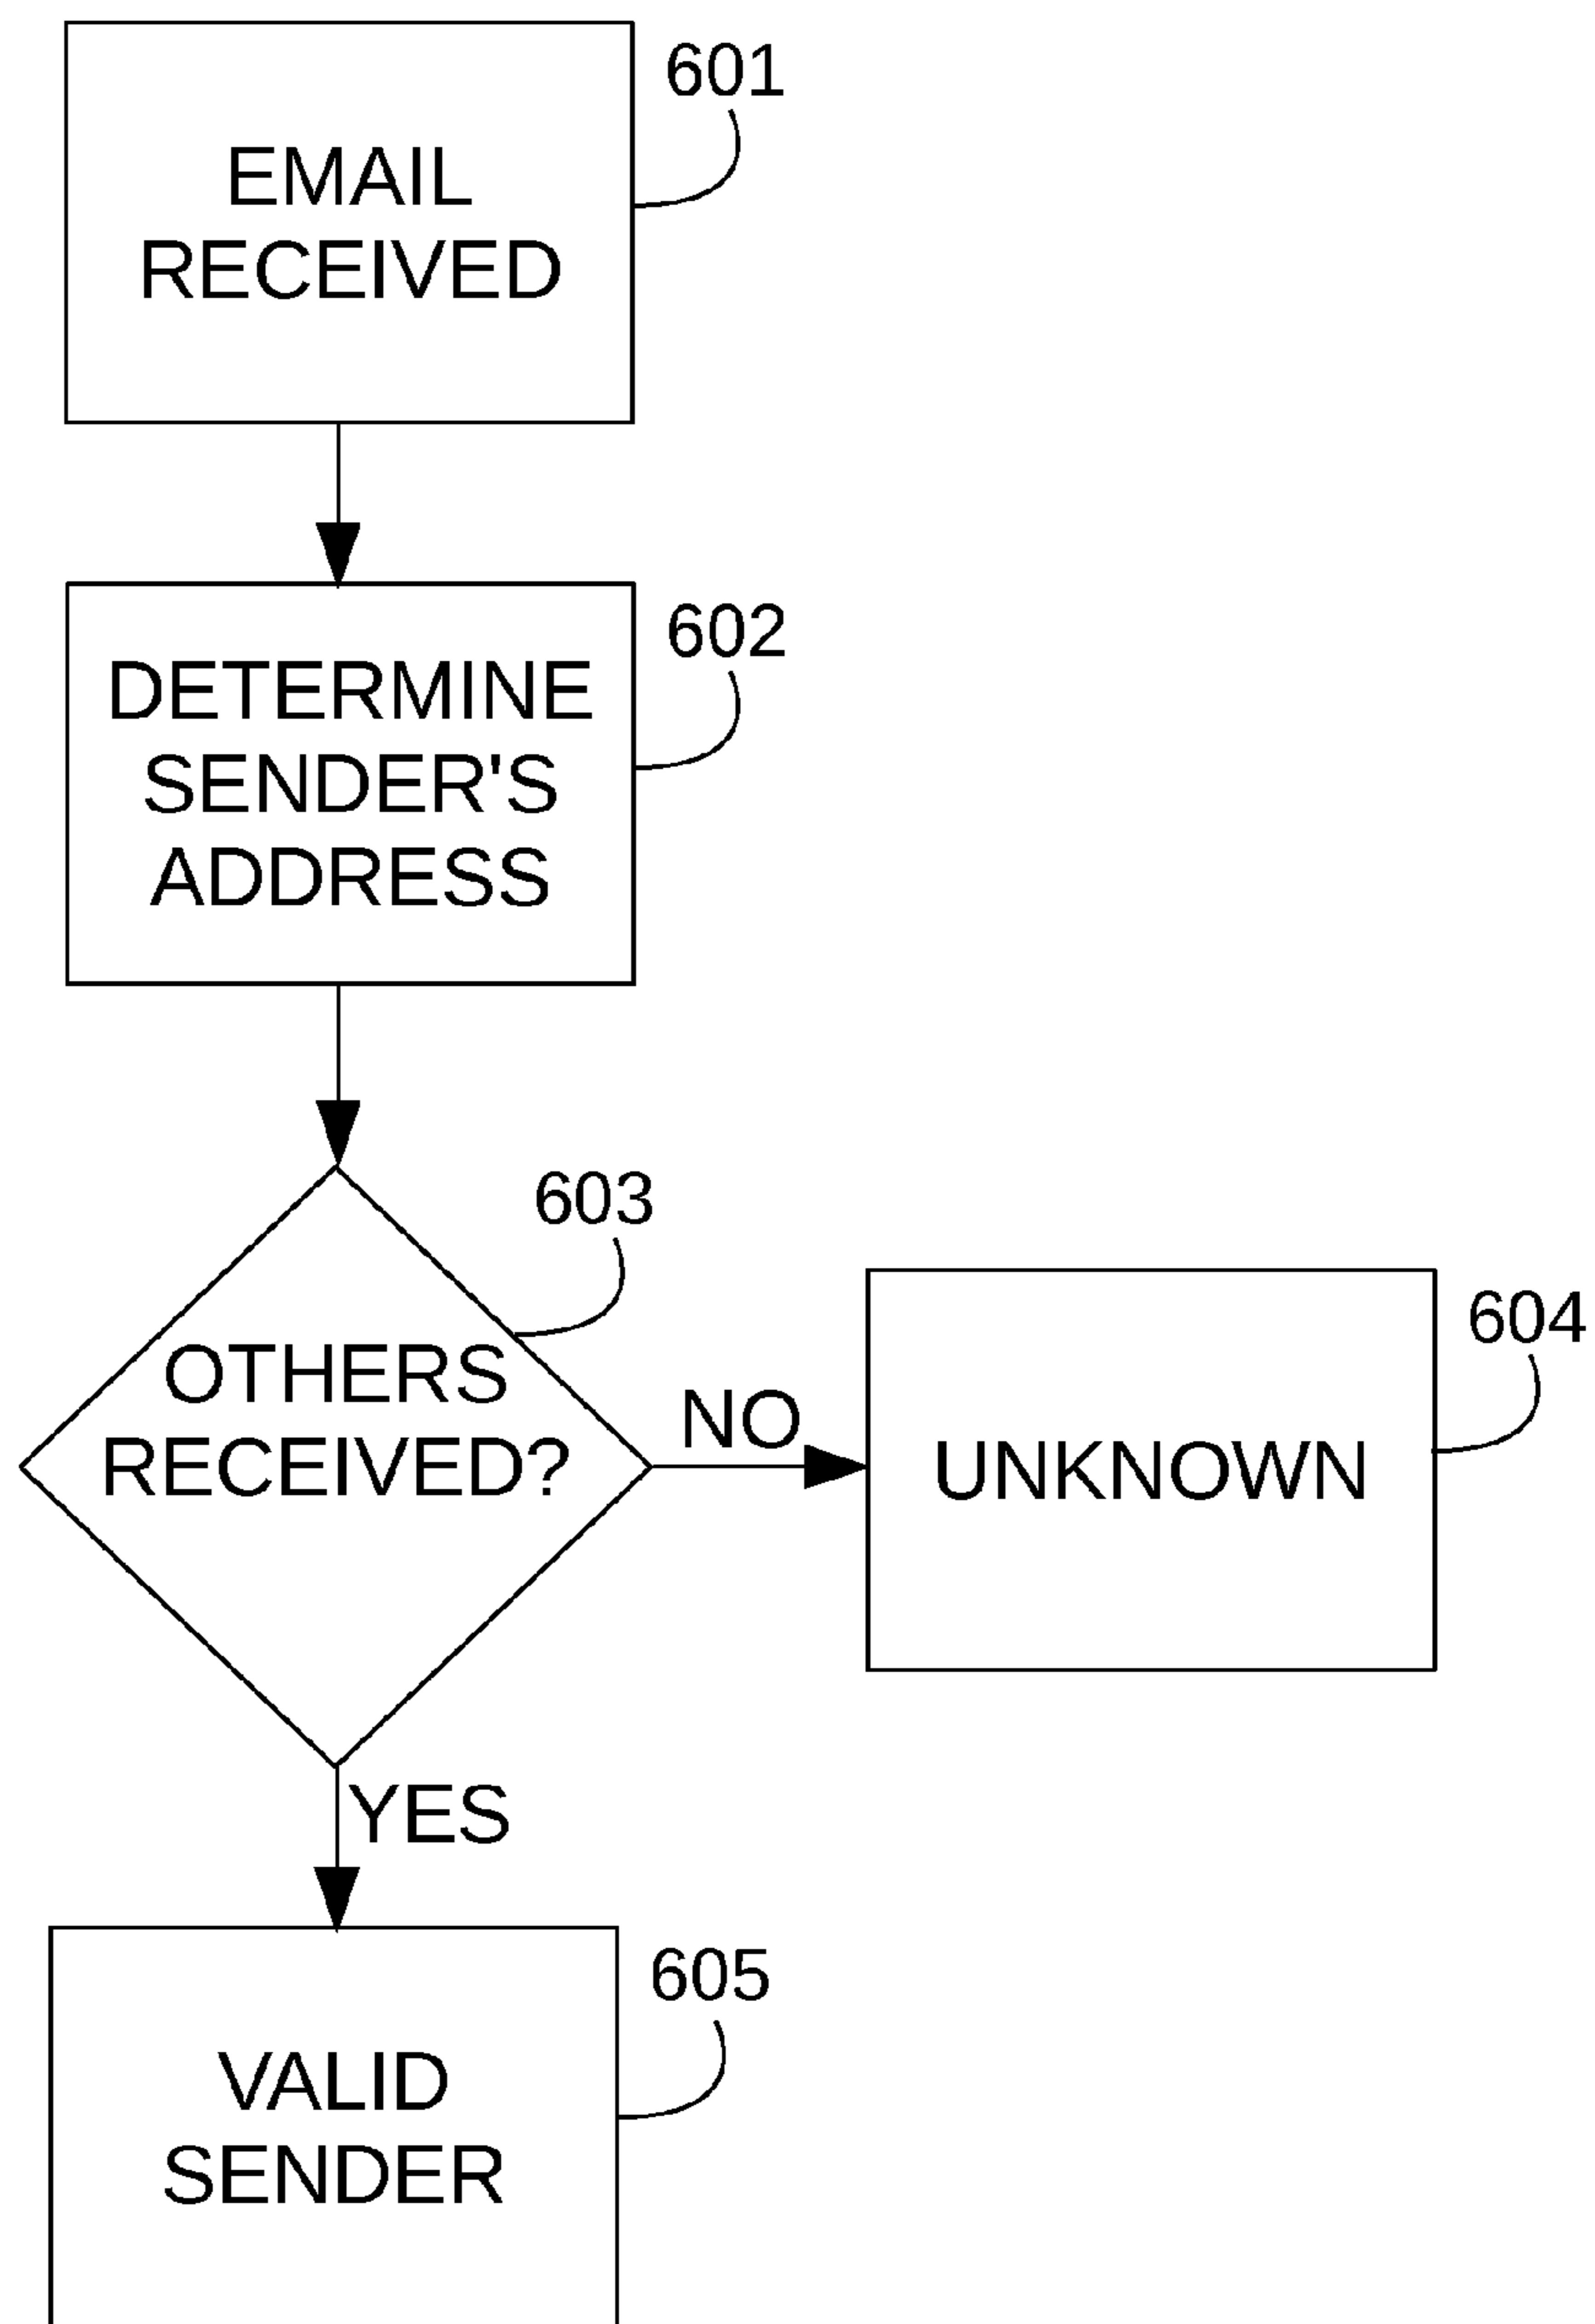 601
EMAIL
RECEIVED
602
DETERMINE
SENDER'S
ADDRESS
603
OTHERS
RECEIVED?
NO
604
UNKNOWN
YES
605
VALID
SENDER